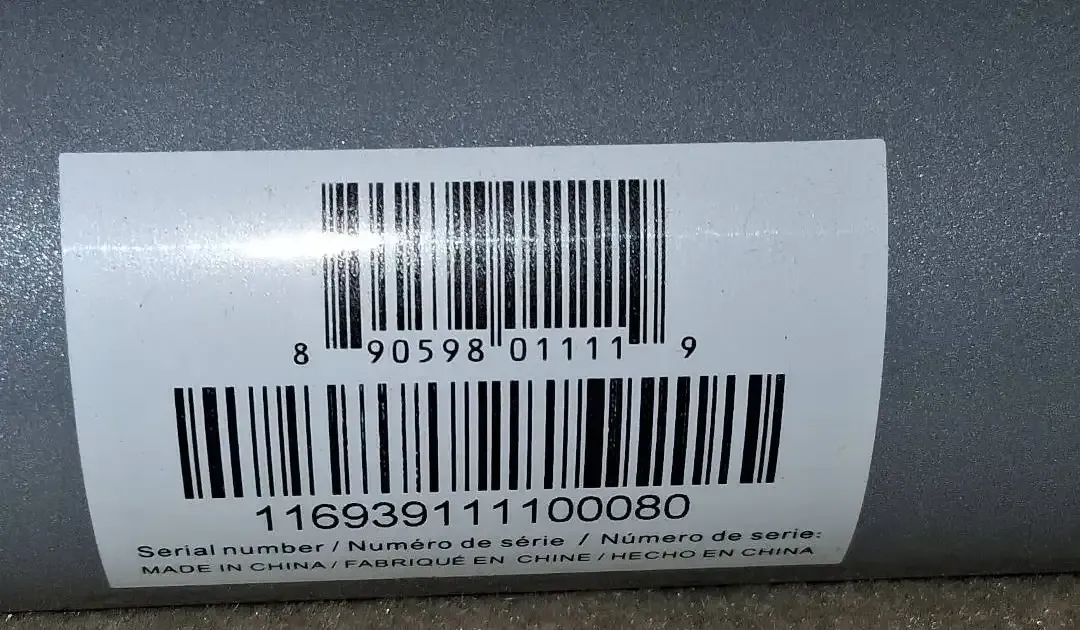 8 90598 01111 9
116939111100080
Serial number / Numéro de série / Número de serie:
MADE IN CHINA / FABRIQUÉ EN CHINE / HECHO EN CHINA